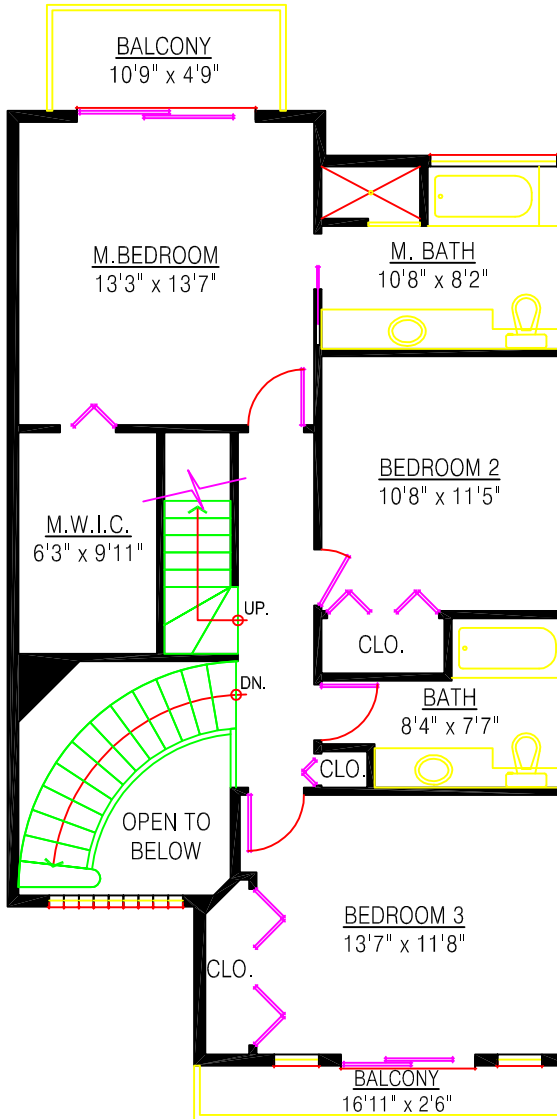 BALCONY
10'9" x 4'9"
M.BEDROOM
13'3" x 13'7"
M. BATH
10'8" x 8'2"
BEDROOM 2
10'8" x 11'5"
M.W.I.C.
6'3" x 9'11"
UP.
CLO.
DN.
BATH
8'4" x 7'7"
CLO.
OPEN TO
BELOW
BEDROOM 3
13'7" x 11'8"
CLO.
BALCONY
16'11" x 2'6"